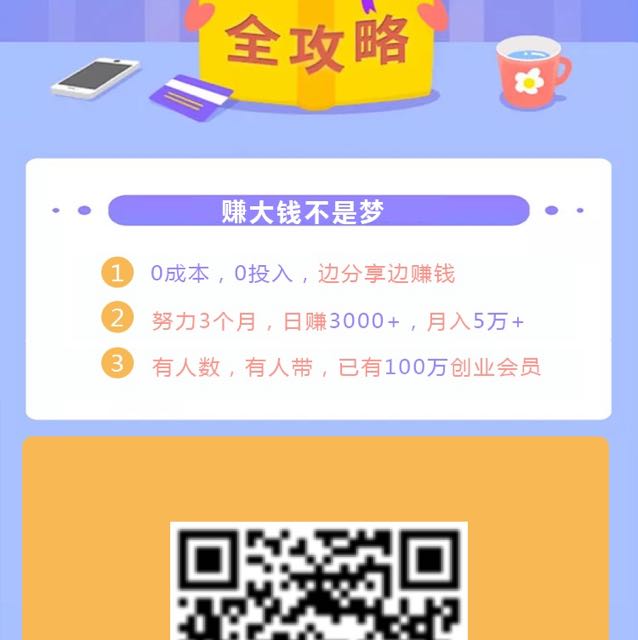 全攻略
赚大钱不是梦
1 0成本，0投入，边分享边赚钱
2 努力3个月，日赚3000+，月入5万+
3 有人数，有人带，已有100万创业会员